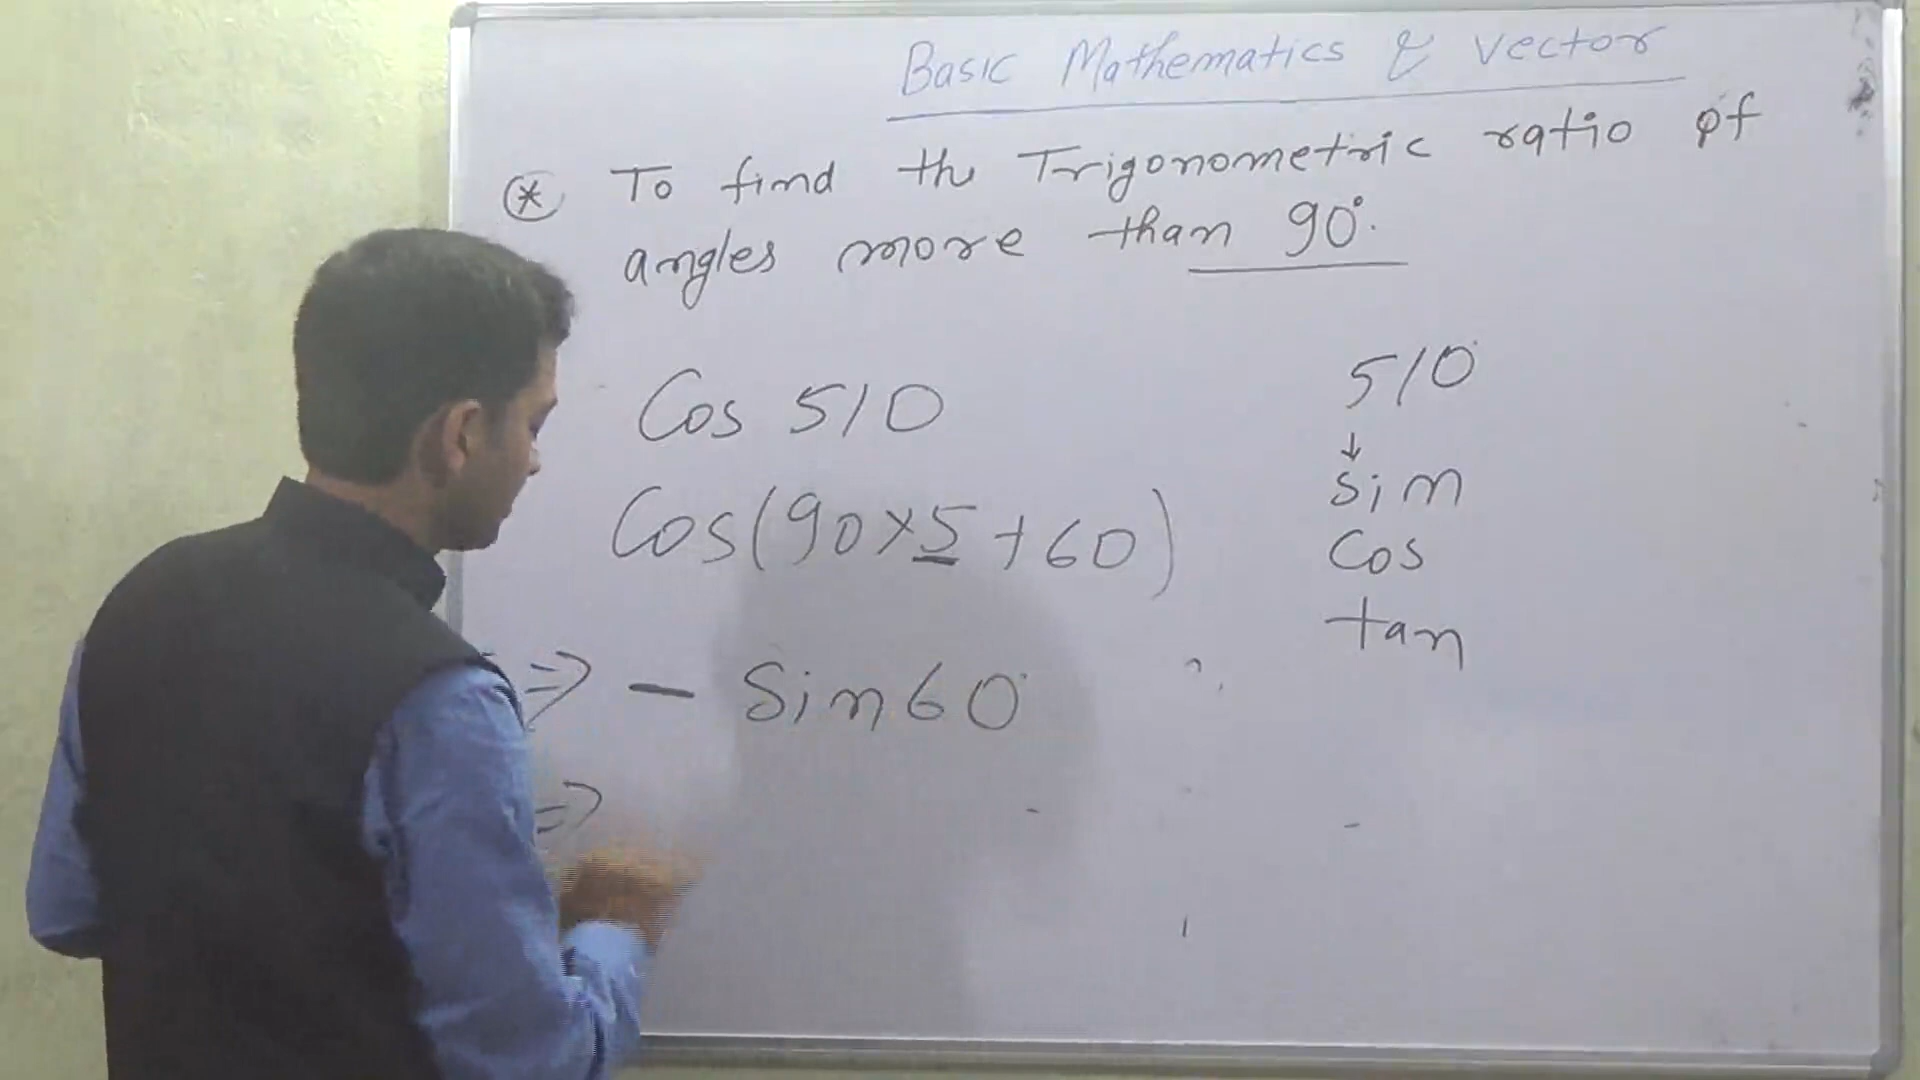 Basic Mathematics & Vector
* To find the Trigonometric ratio of
angles more than 90°.
Cos 510
Cos(90×5+60)
⇒ - Sin60°
⇒
510°
↓
Sin
Cos
tan